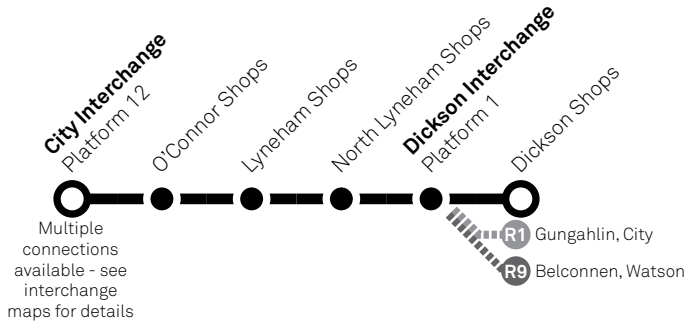 City Interchange
Platform 12
O'Connor Shops
Lyneham Shops
North Lyneham Shops
Dickson Interchange
Platform 1
Dickson Shops
Multiple
connections
available - see
interchange
maps for details
R1 Gungahlin, City
R9 Belconnen, Watson